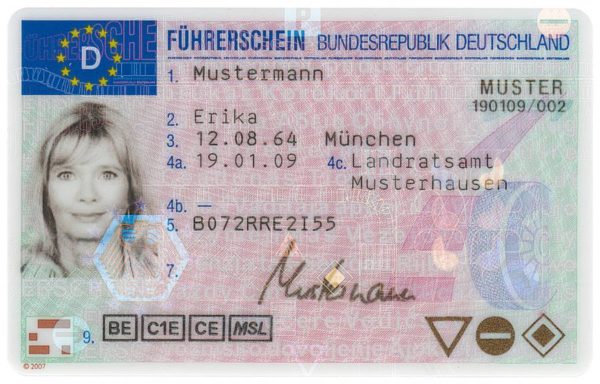 D
FÜHRERSCHEIN BUNDESREPUBLIK DEUTSCHLAND
1. Mustermann
MUSTER
190109/002
2. Erika
3. 12.08.64 München
4a. 19.01.09 4c. Landratsamt
Musterhausen
4b. —
5. B072RRE2I55
7. Mustermann
9. BE C1E CE MSL
© 2007